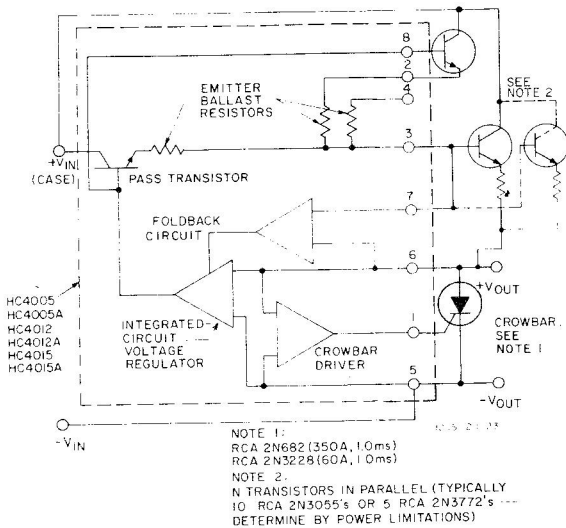 8
2
4
EMITTER
BALLAST
RESISTORS
SEE
NOTE 2
3
+VIN
(CASE)
PASS TRANSISTOR
7
FOLDBACK
CIRCUIT
6
+VOUT
HC4005
HC4005A
HC4012
HC4012A
HC4015
HC4015A
INTEGRATED-
CIRCUIT
VOLTAGE
REGULATOR
1
CROWBAR
DRIVER
CROWBAR,
SEE
NOTE 1
5
-VOUT
-VIN
NOTE 1:
RCA 2N682 (350A, 1.0ms)
RCA 2N3228 (60A, 1.0ms)
NOTE 2.
N TRANSISTORS IN PARALLEL (TYPICALLY
10 RCA 2N3055's OR 5 RCA 2N3772's ---
DETERMINE BY POWER LIMITATIONS)